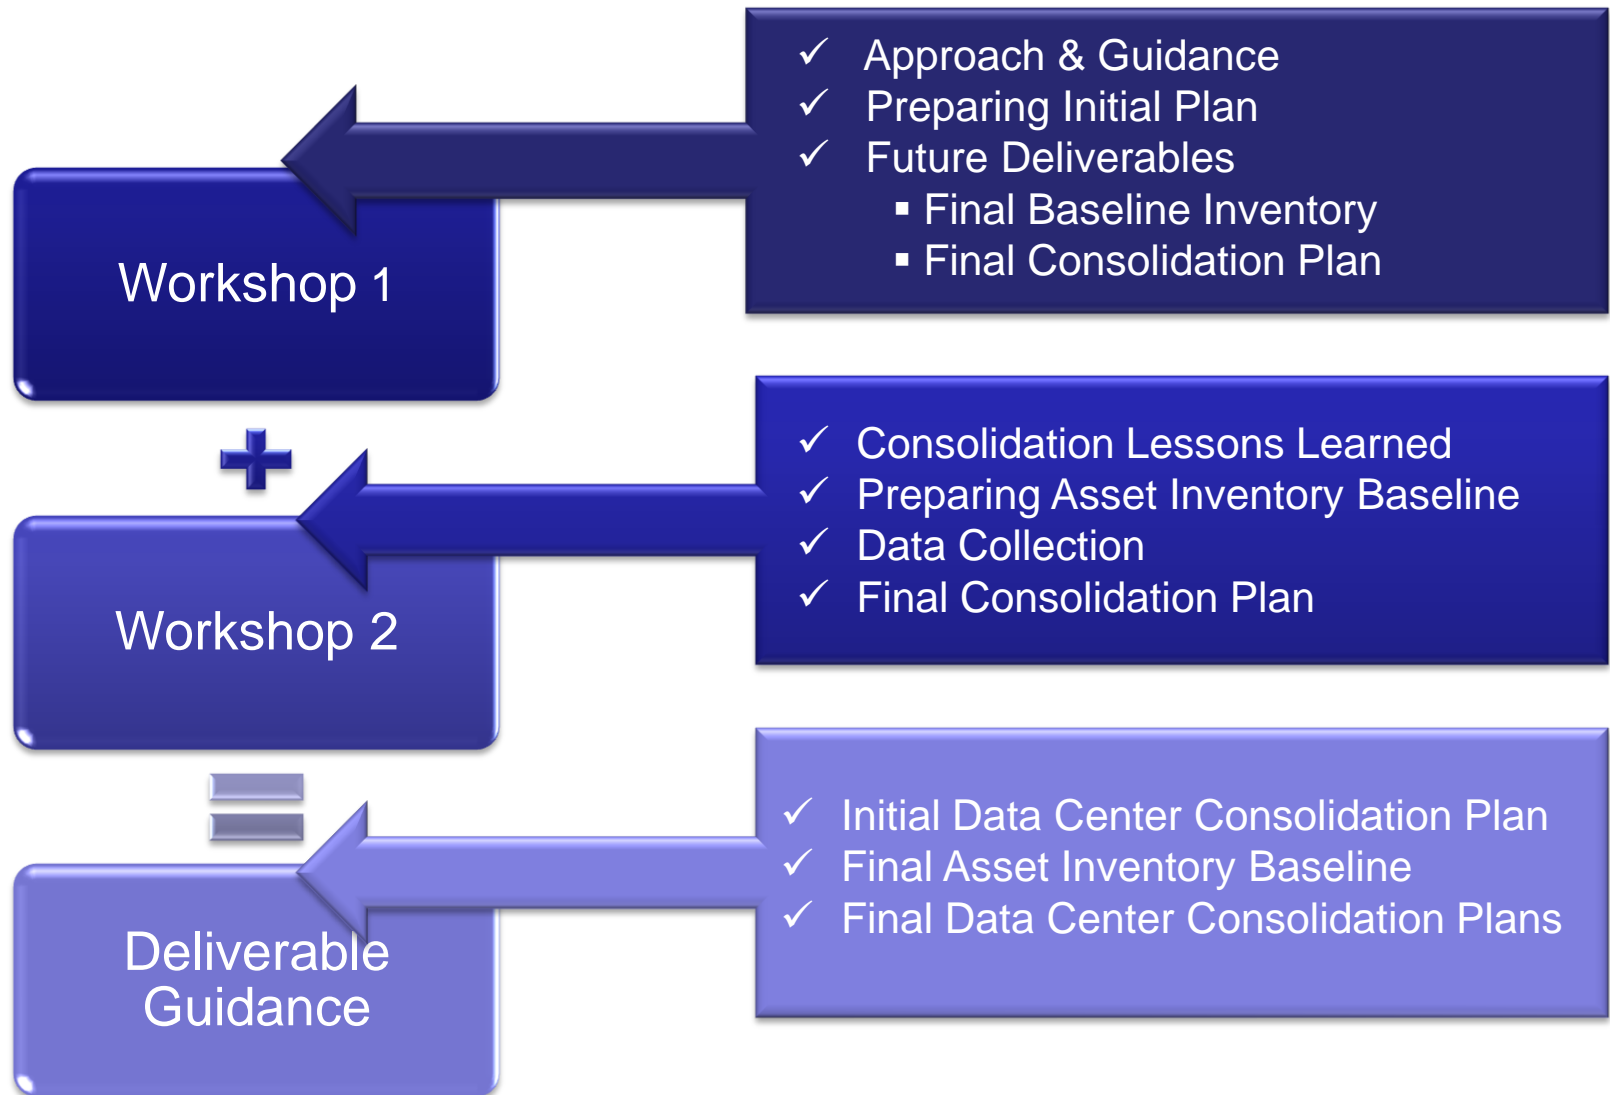 Workshop 1
✓ Approach & Guidance
✓ Preparing Initial Plan
✓ Future Deliverables
▪ Final Baseline Inventory
▪ Final Consolidation Plan
+
Workshop 2
✓ Consolidation Lessons Learned
✓ Preparing Asset Inventory Baseline
✓ Data Collection
✓ Final Consolidation Plan
=
Deliverable
Guidance
✓ Initial Data Center Consolidation Plan
✓ Final Asset Inventory Baseline
✓ Final Data Center Consolidation Plans